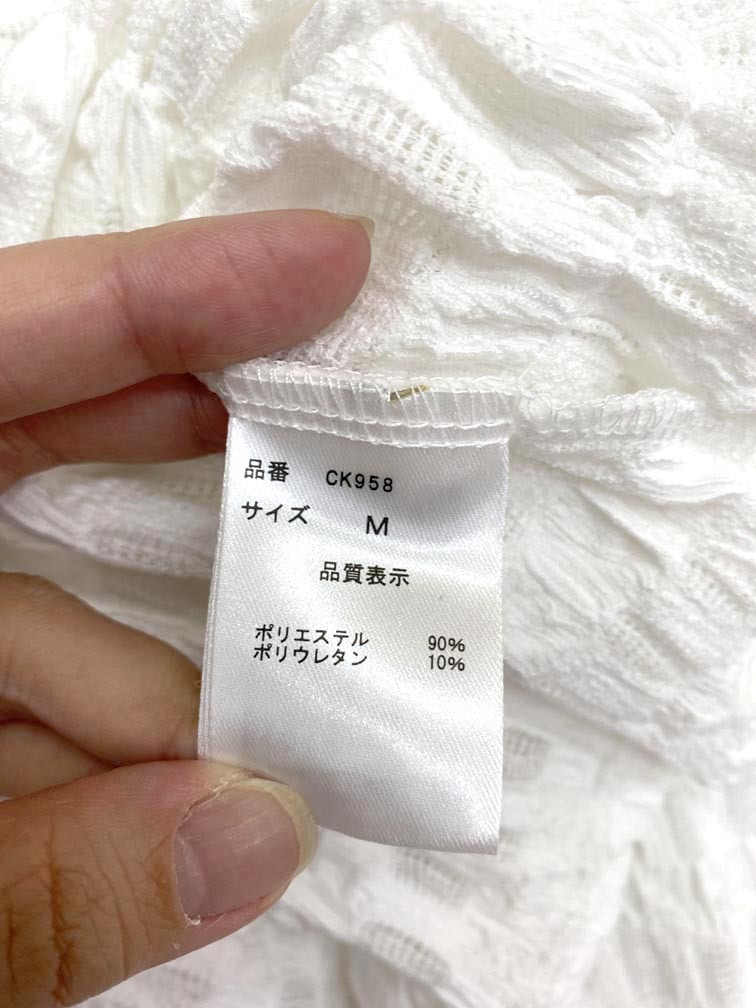 品番 CK958
サイズ M
品質表示
ポリエステル 90%
ポリウレタン 10%